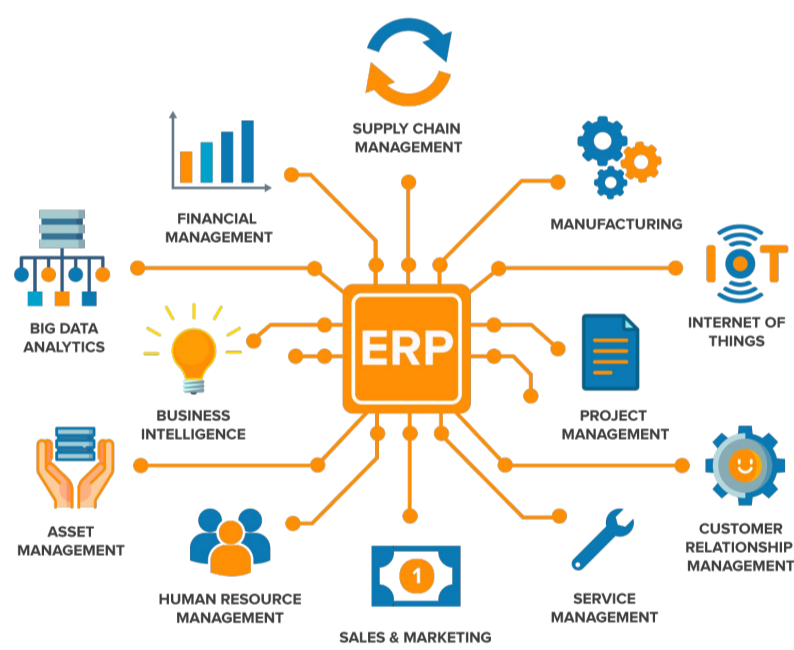 SUPPLY CHAIN
MANAGEMENT
FINANCIAL
MANAGEMENT
MANUFACTURING
IOT
BIG DATA
ANALYTICS
INTERNET OF
THINGS
ERP
BUSINESS
INTELLIGENCE
PROJECT
MANAGEMENT
ASSET
MANAGEMENT
CUSTOMER
RELATIONSHIP
MANAGEMENT
HUMAN RESOURCE
MANAGEMENT
1
SERVICE
MANAGEMENT
SALES & MARKETING